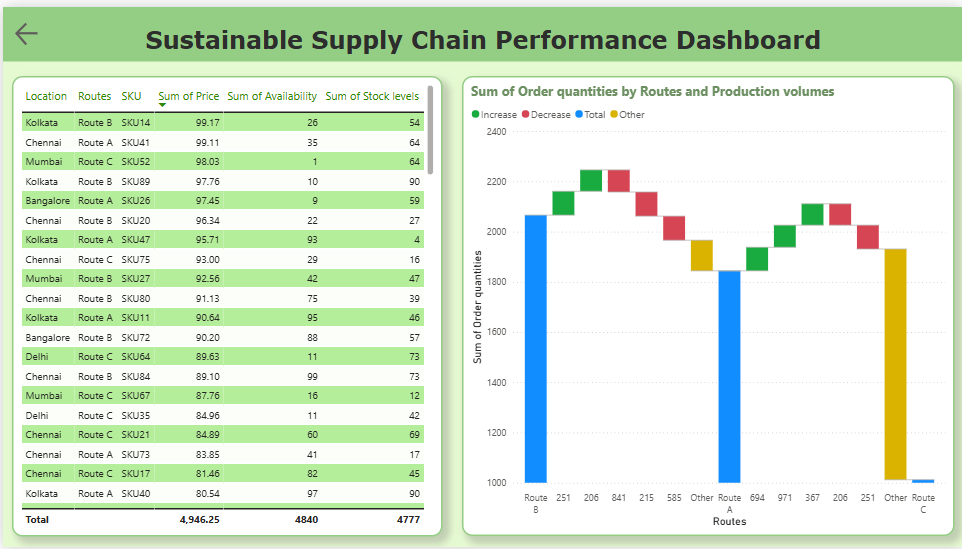 Sustainable Supply Chain Performance Dashboard
Location Routes SKU Sum of Price Sum of Availability Sum of Stock levels
Kolkata Route B SKU14 99.17 26 54
Chennai Route A SKU41 99.11 35 64
Mumbai Route C SKU52 98.03 1 64
Kolkata Route B SKU89 97.76 10 90
Bangalore Route A SKU26 97.45 9 59
Chennai Route B SKU20 96.34 22 27
Kolkata Route A SKU47 95.71 93 4
Chennai Route C SKU75 93.00 29 16
Mumbai Route B SKU27 92.56 42 47
Chennai Route B SKU80 91.13 75 39
Kolkata Route A SKU11 90.64 95 46
Bangalore Route B SKU72 90.20 88 57
Delhi Route C SKU64 89.63 11 73
Chennai Route B SKU84 89.10 99 73
Mumbai Route C SKU67 87.76 16 12
Delhi Route C SKU35 84.96 11 42
Chennai Route C SKU21 84.89 60 69
Chennai Route A SKU73 83.85 41 17
Chennai Route C SKU17 81.46 82 45
Kolkata Route A SKU40 80.54 97 90
Total 4,946.25 4840 4777
Sum of Order quantities by Routes and Production volumes
Increase Decrease Total Other
Sum of Order quantities
2400
2200
2000
1800
1600
1400
1200
1000
Route B 251 206 841 215 585 Other Route A 694 971 367 206 251 Other Route C
Routes